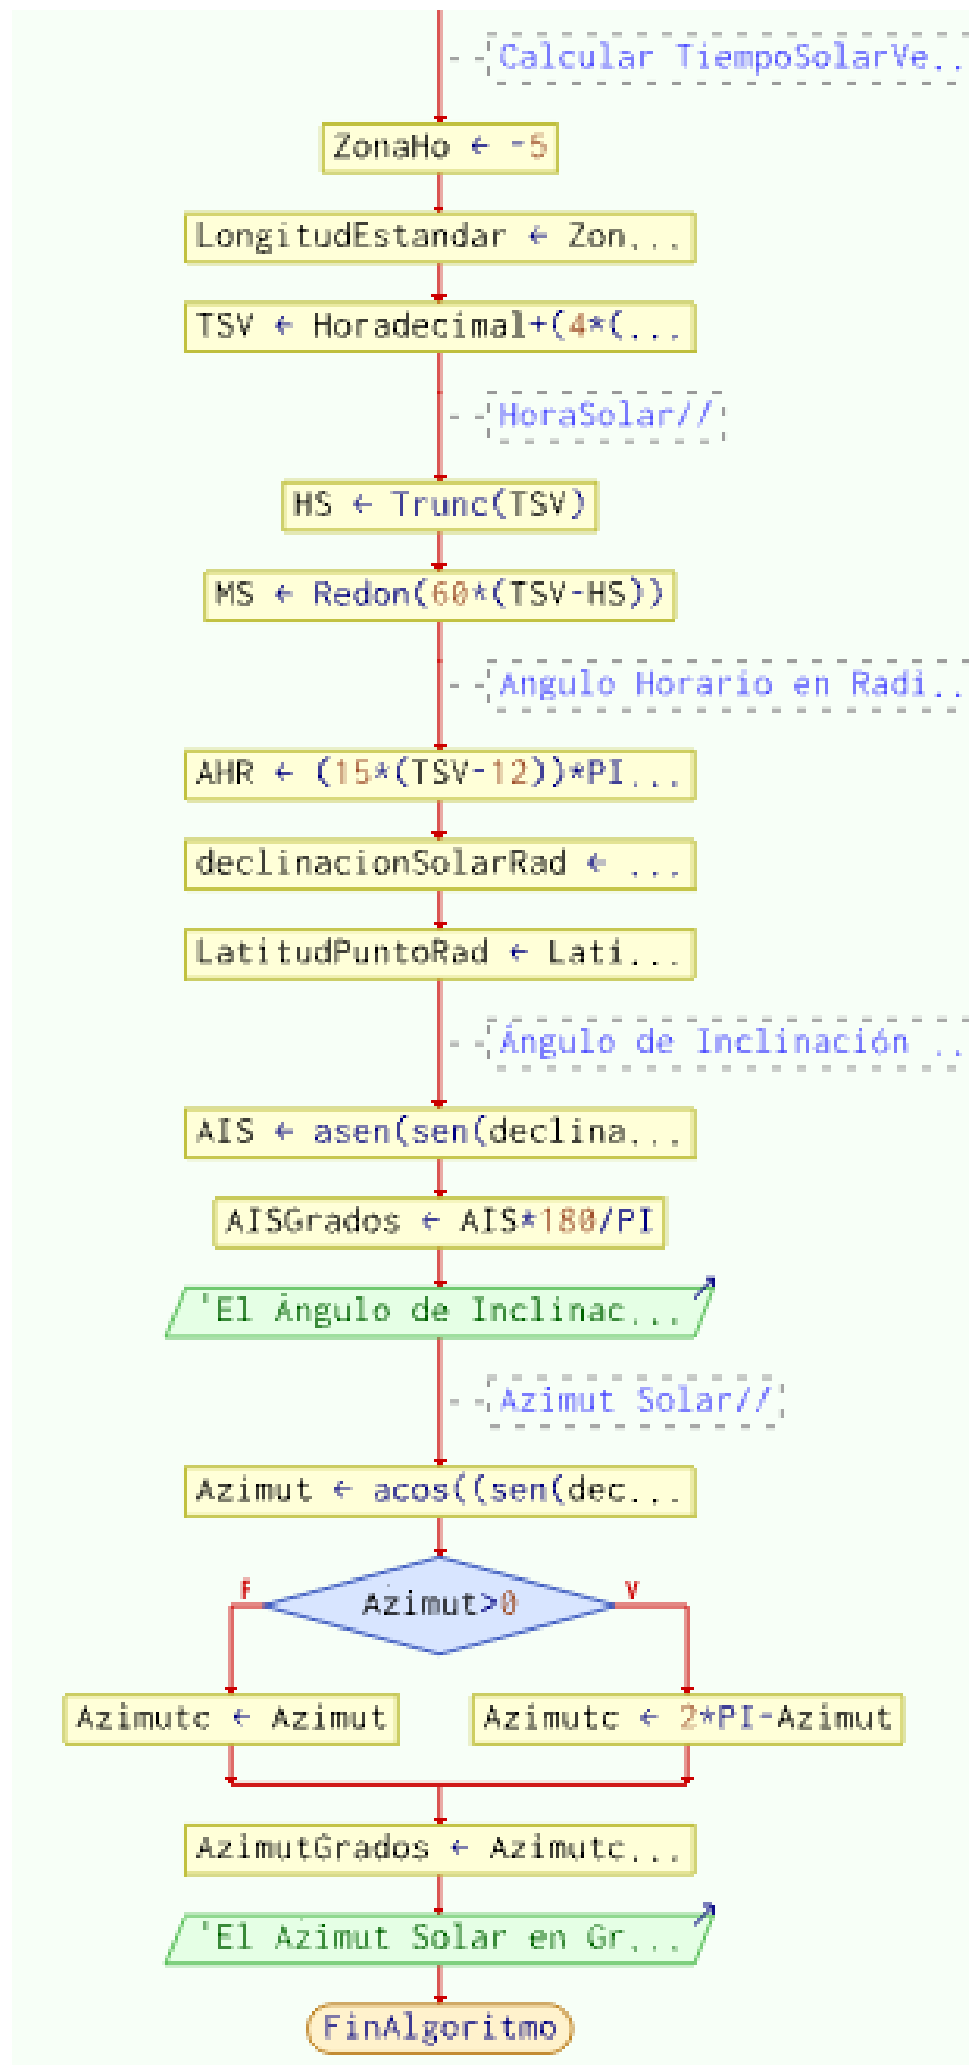 Calcular TiempoSolarVe..
ZonaHo ← -5
LongitudEstandar ← Zon...
TSV ← Horadecimal+(4*(...
HoraSolar//
HS ← Trunc(TSV)
MS ← Redon(60*(TSV-HS))
Angulo Horario en Radi..
AHR ← (15*(TSV-12))*PI...
declinacionSolarRad ← ...
LatitudPuntoRad ← Lati...
Ángulo de Inclinación ..
AIS ← asen(sen(declina...
AISGrados ← AIS*180/PI
'El Ángulo de Inclinac...
Azimut Solar//
Azimut ← acos((sen(dec...
F
Azimut>0
V
Azimutc ← Azimut
Azimutc ← 2*PI-Azimut
AzimutGrados ← Azimutc...
'El Azimut Solar en Gr...
FinAlgoritmo